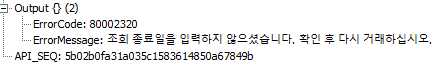 Output {} (2)
ErrorCode: 80002320
ErrorMessage: 조회 종료일을 입력하지 않으셨습니다. 확인 후 다시 거래하십시오.
API_SEQ: 5b02b0fa31a035c1583614850a67849b